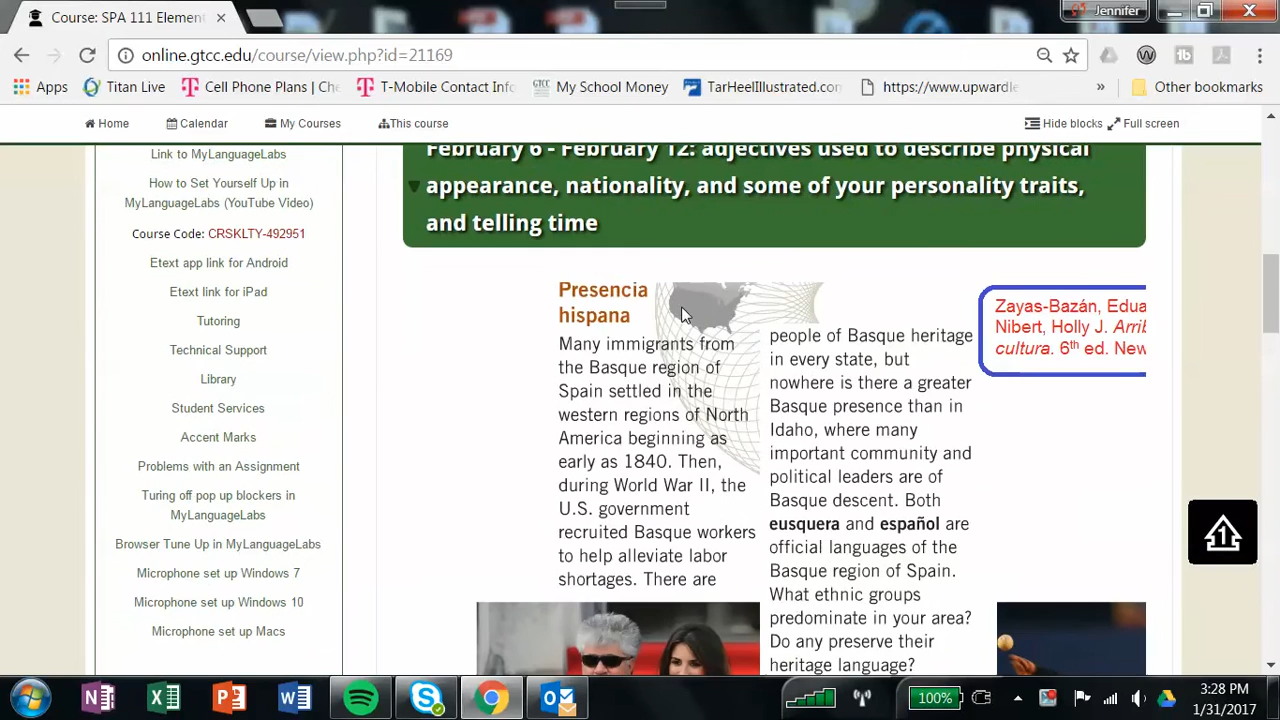 Course: SPA 111 Element
Jennifer
online.gtcc.edu/course/view.php?id=21169
Apps
Titan Live
Cell Phone Plans | Che
T-Mobile Contact Info
My School Money
TarHeelIllustrated.com
https://www.upwardle
»
Other bookmarks
Home
Calendar
My Courses
This course
Hide blocks
Full screen
Link to MyLanguageLabs
How to Set Yourself Up in
MyLanguageLabs (YouTube Video)
Course Code: CRSKLTY-492951
Etext app link for Android
Etext link for iPad
Tutoring
Technical Support
Library
Student Services
Accent Marks
Problems with an Assignment
Turing off pop up blockers in
MyLanguageLabs
Browser Tune Up in MyLanguageLabs
Microphone set up Windows 7
Microphone set up Windows 10
Microphone set up Macs
February 6 - February 12: adjectives used to describe physical
appearance, nationality, and some of your personality traits,
and telling time
Presencia
hispana
Many immigrants from
the Basque region of
Spain settled in the
western regions of North
America beginning as
early as 1840. Then,
during World War II, the
U.S. government
recruited Basque workers
to help alleviate labor
shortages. There are
people of Basque heritage
in every state, but
nowhere is there a greater
Basque presence than in
Idaho, where many
important community and
political leaders are of
Basque descent. Both
eusquera and español are
official languages of the
Basque region of Spain.
What ethnic groups
predominate in your area?
Do any preserve their
heritage language?
Zayas-Bazán, Edua
Nibert, Holly J. Arrib
cultura. 6th ed. New
1
100%
3:28 PM
1/31/2017